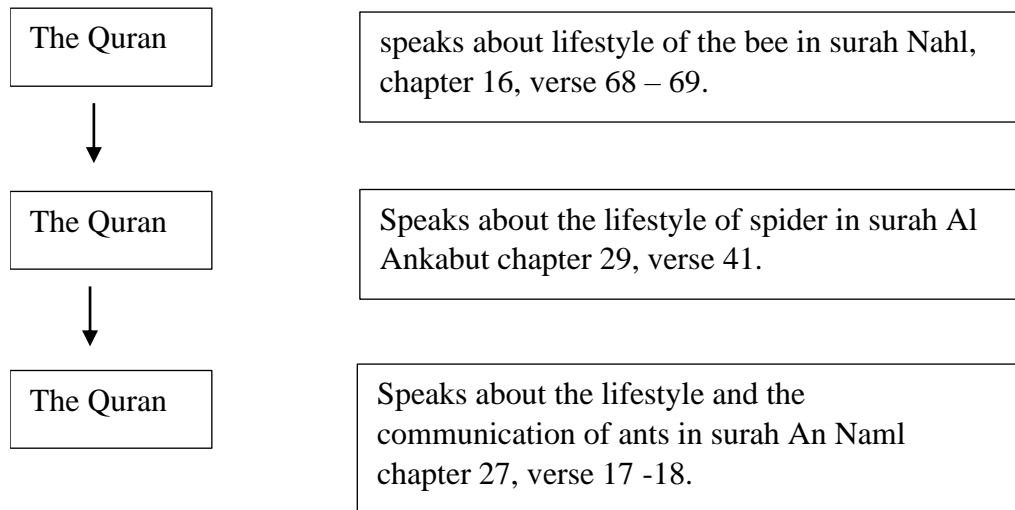 The Quran
speaks about lifestyle of the bee in surah Nahl,
chapter 16, verse 68 – 69.
The Quran
Speaks about the lifestyle of spider in surah Al
Ankabut chapter 29, verse 41.
The Quran
Speaks about the lifestyle and the
communication of ants in surah An Naml
chapter 27, verse 17 -18.